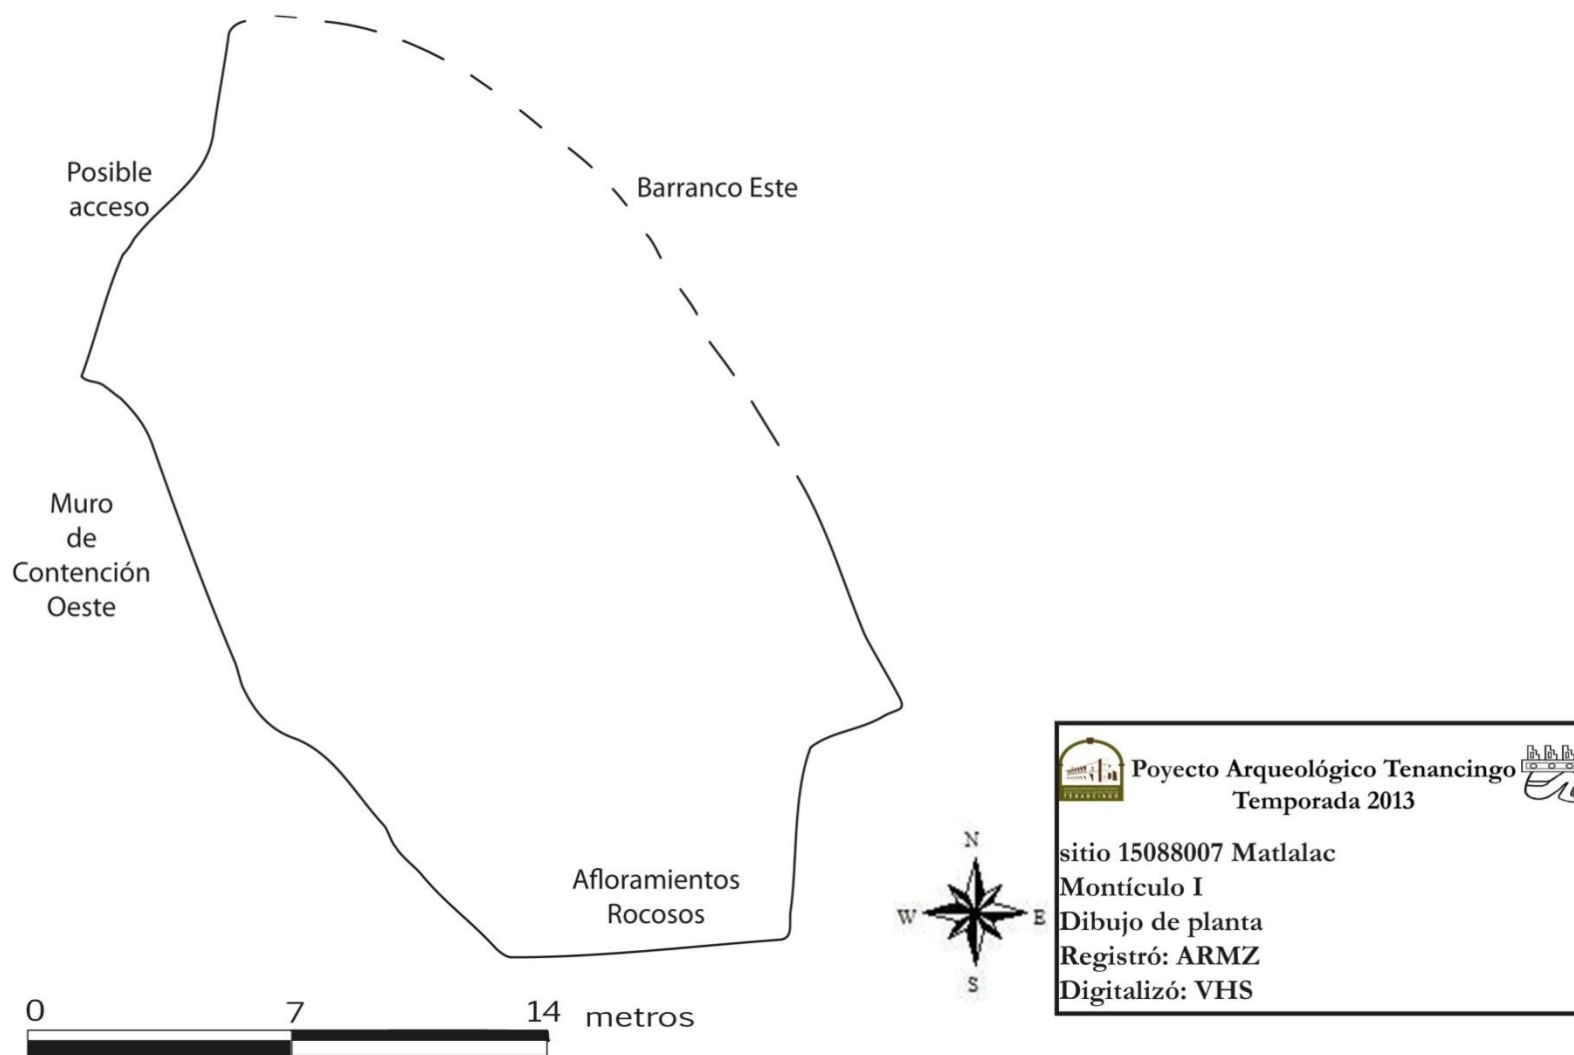 Posible
acceso
Barranco Este
Muro
de
Contención
Oeste
Afloramientos
Rocosos
0 7 14 metros
N
W E
S
TENANCINGO
Poyecto Arqueológico Tenancingo
Temporada 2013
sitio 15088007 Matlalac
Montículo I
Dibujo de planta
Registró: ARMZ
Digitalizó: VHS